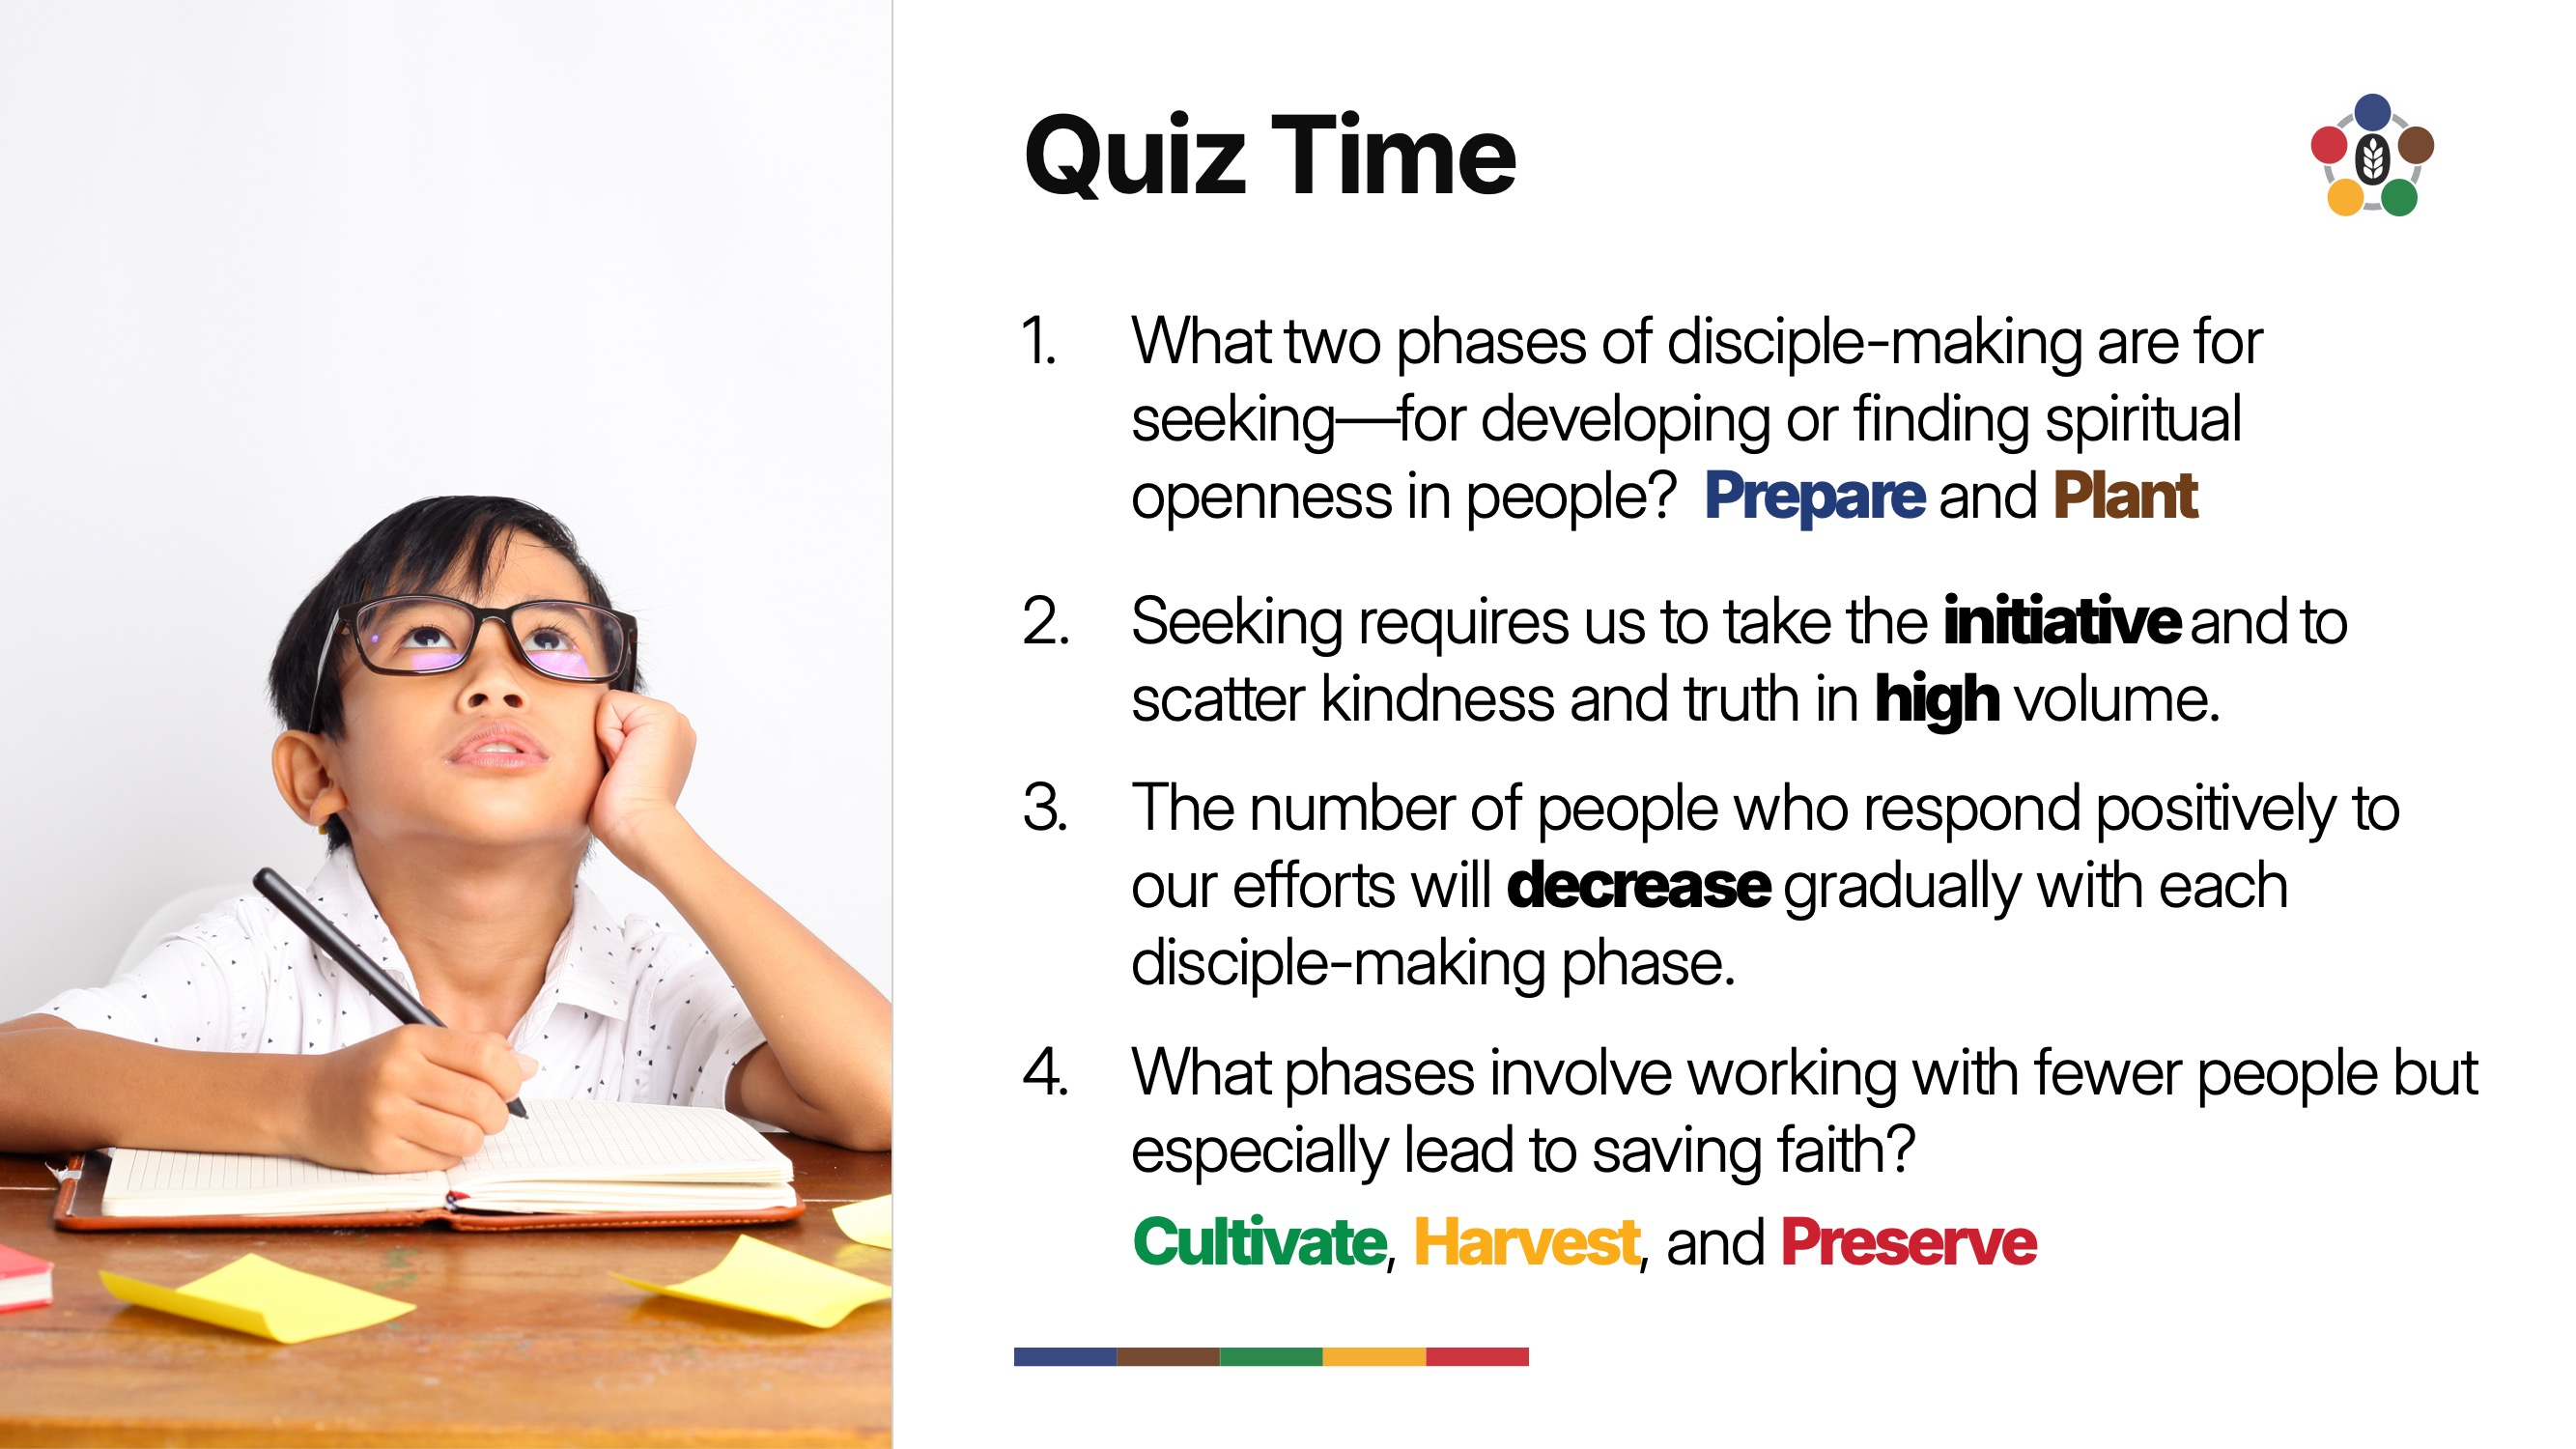 Quiz Time
1. What two phases of disciple-making are for
seeking—for developing or finding spiritual
openness in people? Prepare and Plant
2. Seeking requires us to take the initiative and to
scatter kindness and truth in high volume.
3. The number of people who respond positively to
our efforts will decrease gradually with each
disciple-making phase.
4. What phases involve working with fewer people but
especially lead to saving faith?
Cultivate, Harvest, and Preserve